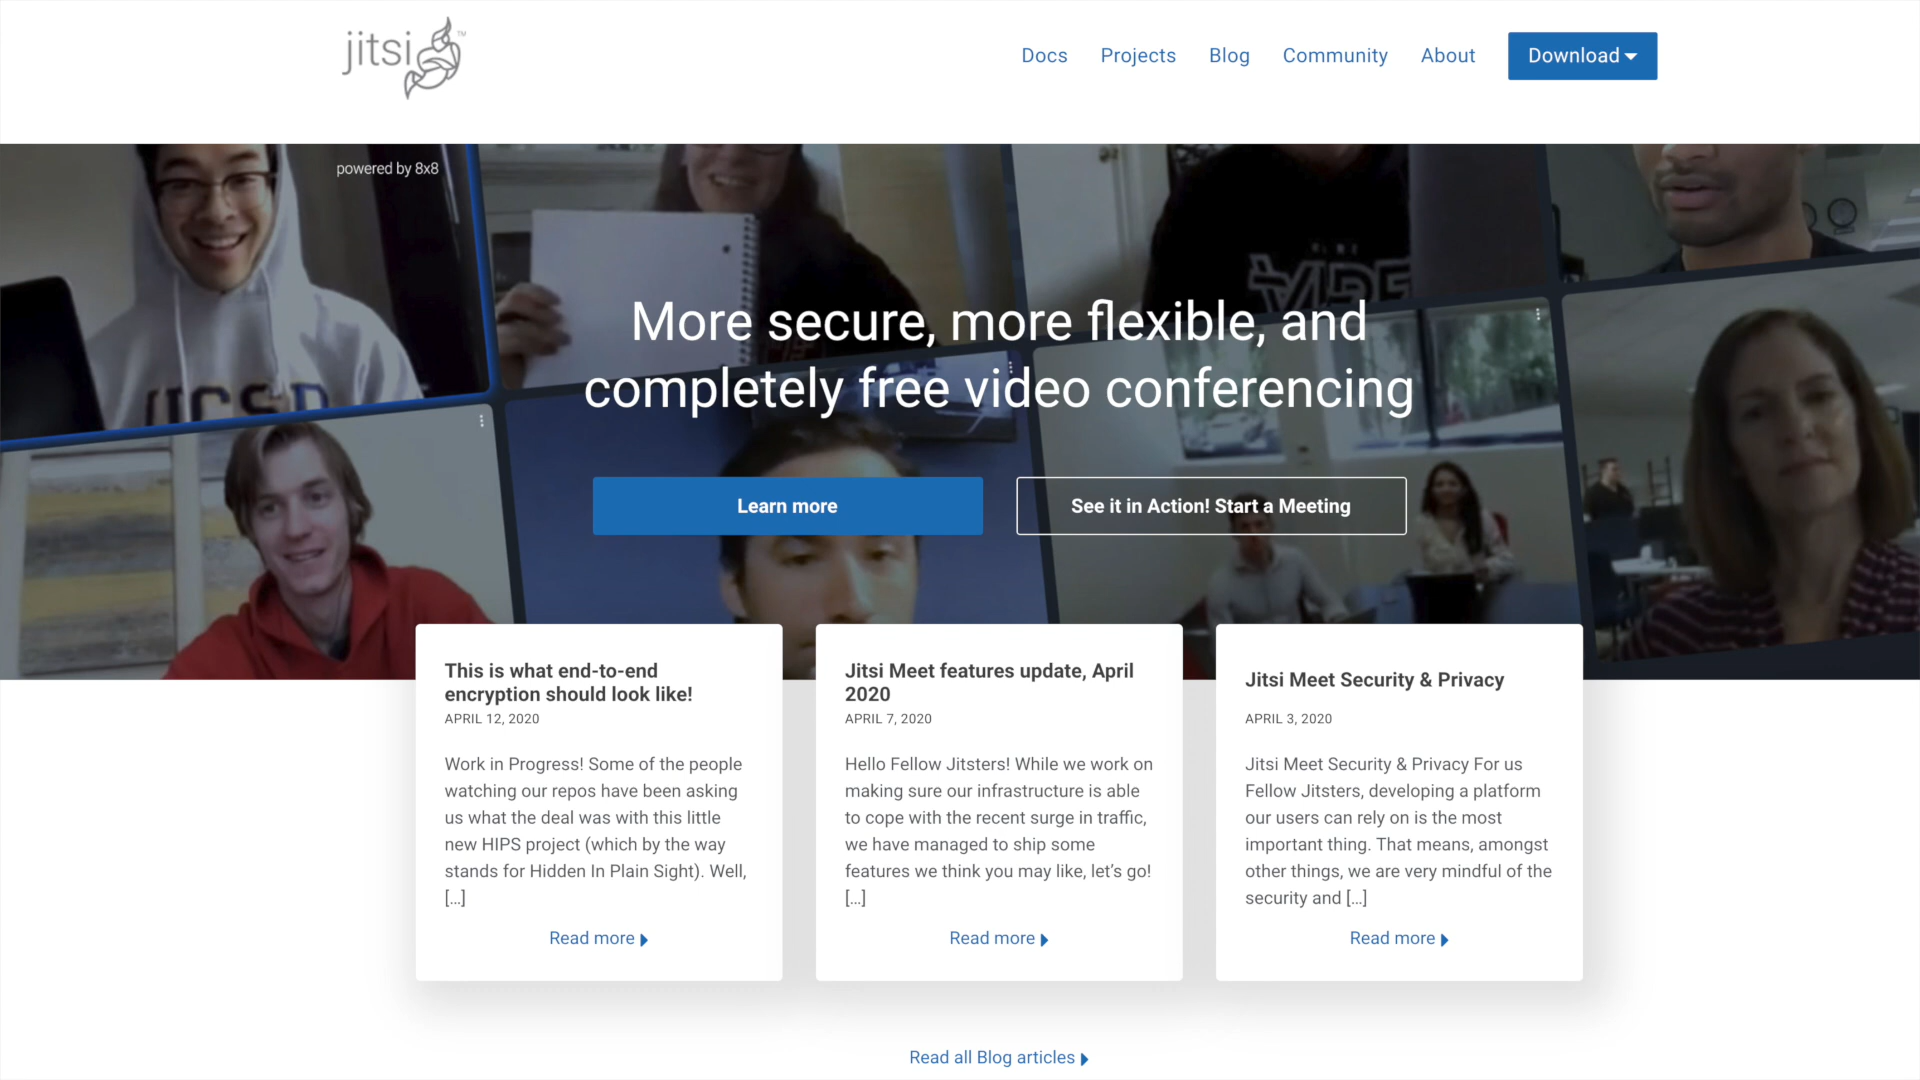 jitsi
TM
Docs Projects Blog Community About Download
powered by 8x8
UCSD
More secure, more flexible, and
completely free video conferencing
Learn more
See it in Action! Start a Meeting
This is what end-to-end
encryption should look like!
APRIL 12, 2020
Work in Progress! Some of the people
watching our repos have been asking
us what the deal was with this little
new HIPS project (which by the way
stands for Hidden In Plain Sight). Well,
[…]
Read more
Jitsi Meet features update, April
2020
APRIL 7, 2020
Hello Fellow Jitsters! While we work on
making sure our infrastructure is able
to cope with the recent surge in traffic,
we have managed to ship some
features we think you may like, let’s go!
[…]
Read more
Jitsi Meet Security & Privacy
APRIL 3, 2020
Jitsi Meet Security & Privacy For us
Fellow Jitsters, developing a platform
our users can rely on is the most
important thing. That means, amongst
other things, we are very mindful of the
security and […]
Read more
Read all Blog articles